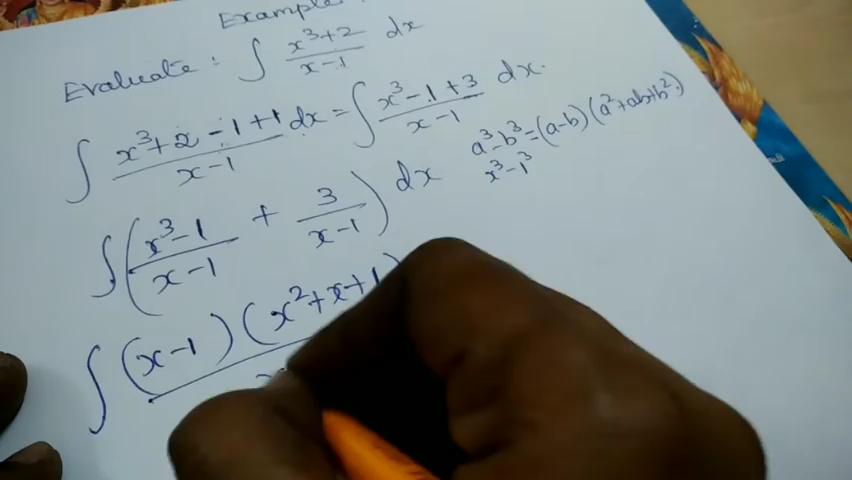 Example
Evaluate : ∫ (x³+2)/(x-1) dx
∫ (x³+2-1+1)/(x-1) dx = ∫ (x³-1+3)/(x-1) dx.
a³-b³=(a-b)(a²+ab+b²)
x³-1³
∫ ((x³-1)/(x-1) + 3/(x-1)) dx
∫ (x-1)(x²+x+1)